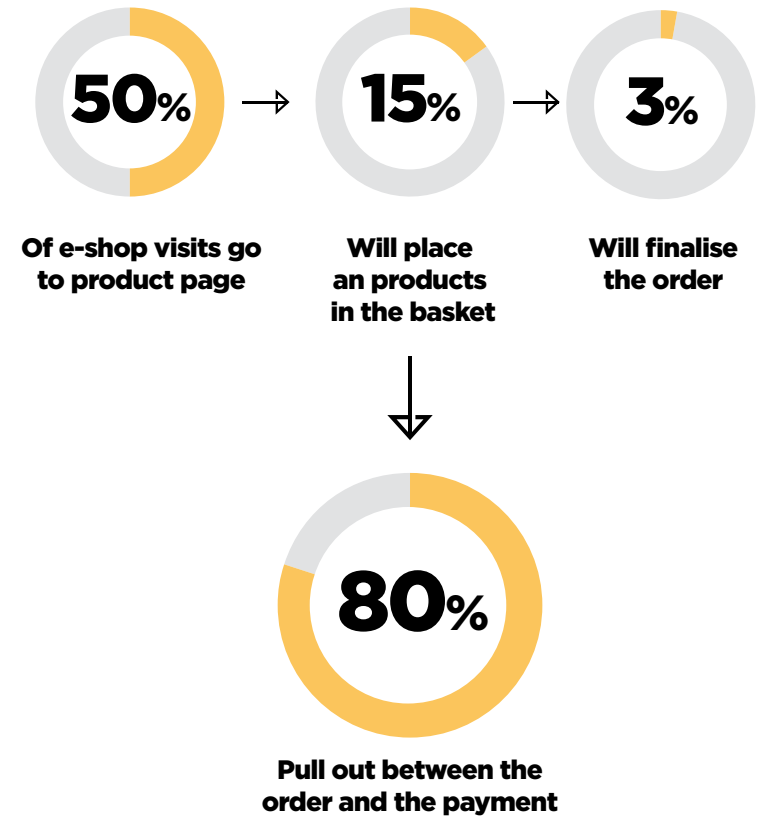 50%
Of e-shop visits go
to product page
15%
Will place
an products
in the basket
3%
Will finalise
the order
80%
Pull out between the
order and the payment